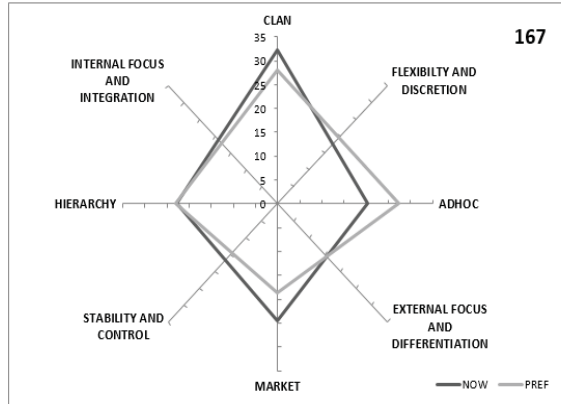 CLAN
167
35
30
25
20
15
10
5
0
INTERNAL FOCUS
AND
INTEGRATION
FLEXIBILTY AND
DISCRETION
HIERARCHY
ADHOC
STABILITY AND
CONTROL
EXTERNAL FOCUS
AND
DIFFERENTIATION
MARKET
NOW PREF